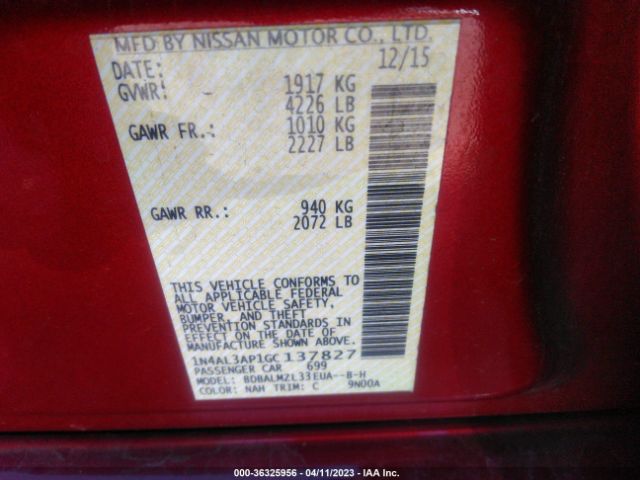 MFD BY NISSAN MOTOR CO., LTD.
DATE: 12/15
GVWR: 1917 KG
4226 LB
GAWR FR.: 1010 KG
2227 LB
GAWR RR.: 940 KG
2072 LB
THIS VEHICLE CONFORMS TO
ALL APPLICABLE FEDERAL
MOTOR VEHICLE SAFETY,
BUMPER, AND THEFT
PREVENTION STANDARDS IN
EFFECT ON THE DATE OF
MANUFACTURE SHOWN ABOVE.
1N4AL3AP1GC137827
PASSENGER CAR 699
MODEL: BDBALMZL33EUA--B-H
COLOR: NAH TRIM: C 9N00A
000-36325956 - 04/11/2023 - IAA Inc.